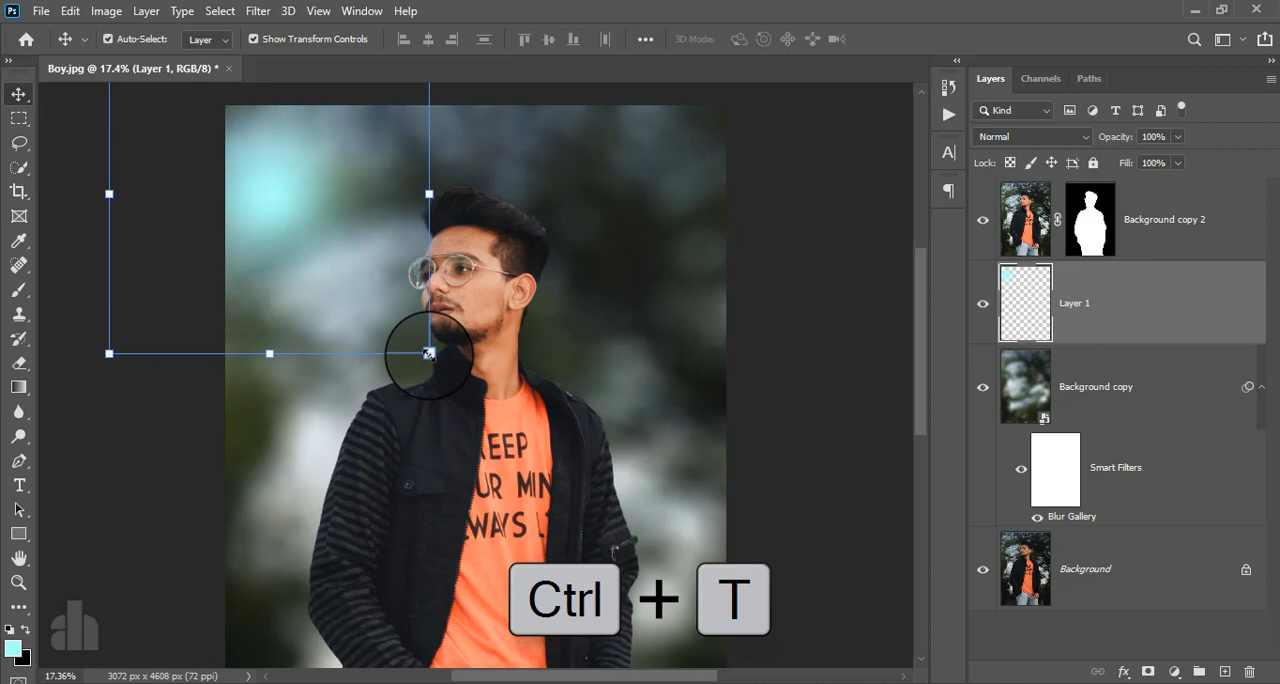 Ps File Edit Image Layer Type Select Filter 3D View Window Help
Auto-Select: Layer Show Transform Controls 3D Mode:
Boy.jpg @ 17.4% (Layer 1, RGB/8) * ×
Layers Channels Paths
Kind
Normal Opacity: 100%
Lock: Fill: 100%
Background copy 2
Layer 1
Background copy
Smart Filters
Blur Gallery
Background
KEEP
UR MIN
WAYS L
Ctrl + T
ah
17.36% 3072 px x 4608 px (72 ppi)